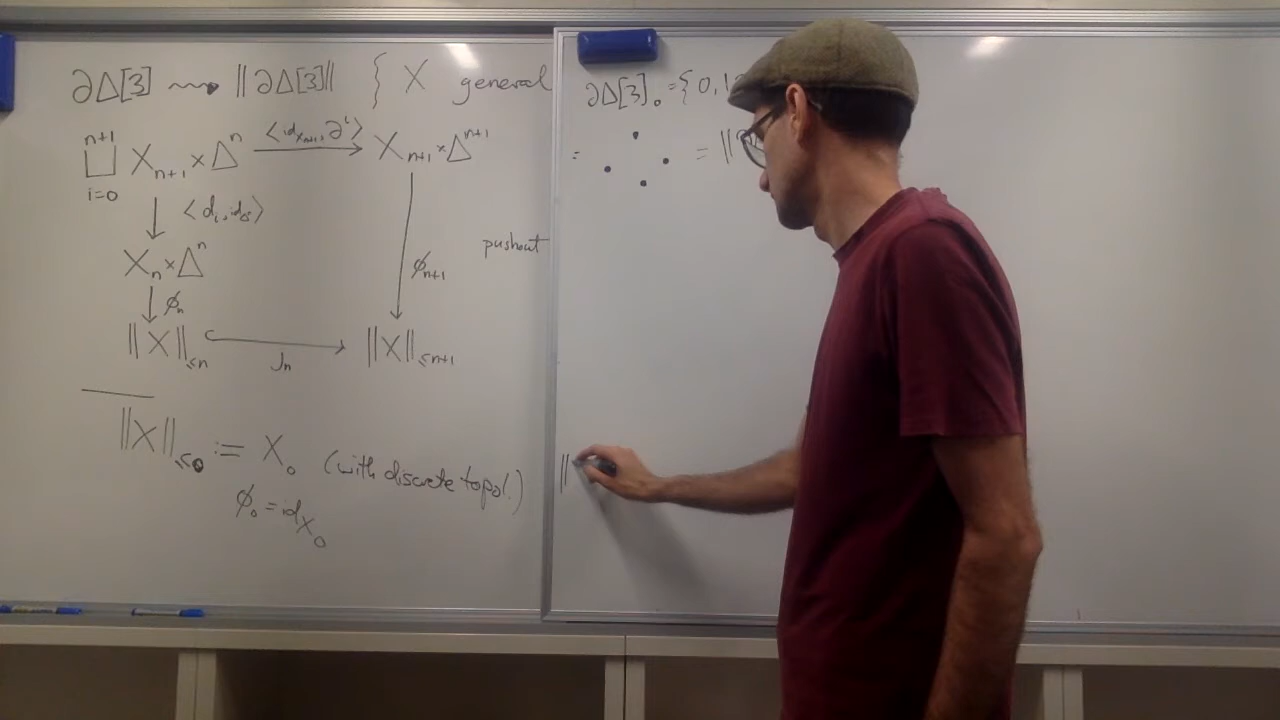 ∂Δ[3] ⇝ ‖∂Δ[3]‖ { X general
n+1
⊔ X_{n+1} × Δ^n ⟶ X_{n+1} × Δ^{n+1}
i=0
⟨id_{X_{n+1}}, ∂^i⟩
⟨d_i, id_Δ⟩
X_n × Δ^n
ϕ_n
ϕ_{n+1}
pushout
‖X‖_{≤n} ↪ ‖X‖_{≤n+1}
J_n
‖X‖_{≤0} := X_0 (with discrete topol.)
ϕ_0 = id_{X_0}
∂Δ[3]_0 = { 0, 1
= = ‖
‖